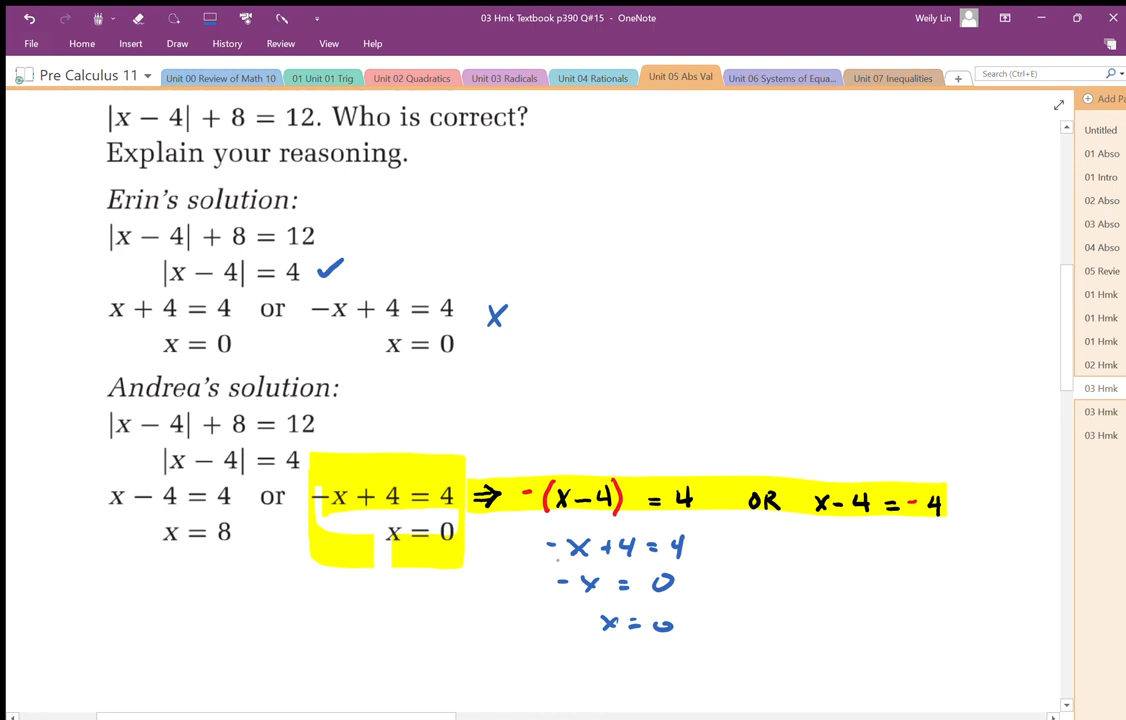 03 Hmk Textbook p390 Q#15 - OneNote
Weily Lin
File Home Insert Draw History Review View Help
Pre Calculus 11
Unit 00 Review of Math 10
01 Unit 01 Trig
Unit 02 Quadratics
Unit 03 Radicals
Unit 04 Rationals
Unit 05 Abs Val
Unit 06 Systems of Equa...
Unit 07 Inequalities
Search (Ctrl+E)
Add Pa
|x − 4| + 8 = 12. Who is correct?
Explain your reasoning.
Erin's solution:
|x − 4| + 8 = 12
|x − 4| = 4 ✓
x + 4 = 4 or −x + 4 = 4 X
x = 0 x = 0
Andrea's solution:
|x − 4| + 8 = 12
|x − 4| = 4
x − 4 = 4 or −x + 4 = 4 ⇒ -(x-4) = 4 OR x-4 = -4
x = 8 x = 0
-x+4=4
-x = 0
x = 0
Untitled
01 Abso
01 Intro
02 Abso
03 Abso
04 Abso
05 Revie
01 Hmk
01 Hmk
01 Hmk
02 Hmk
03 Hmk
03 Hmk
03 Hmk